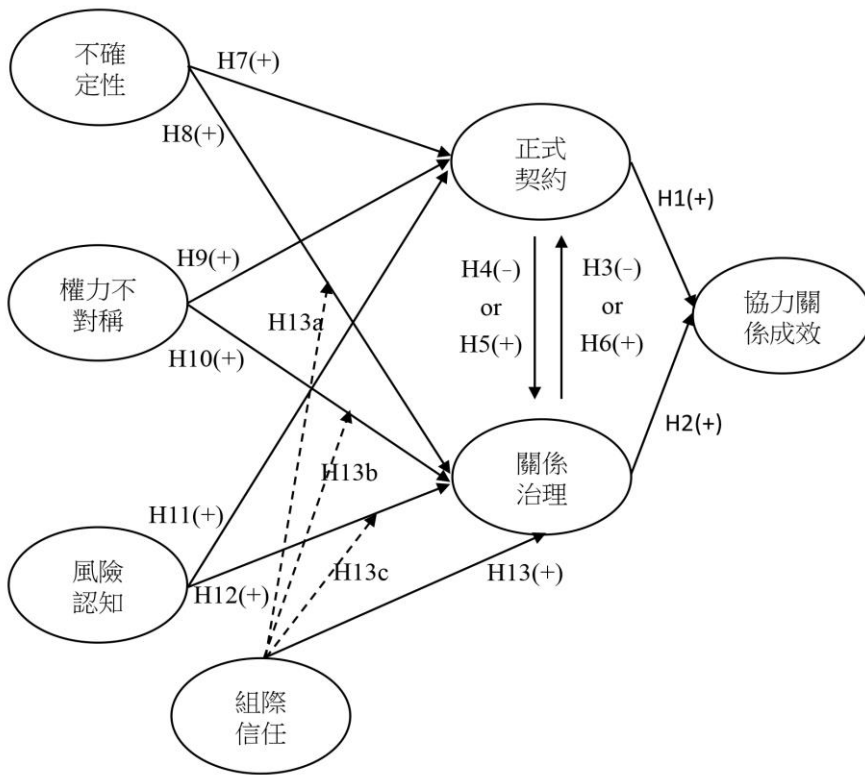 不確
定性
H7(+)
H8(+)
正式
契約
H1(+)
權力不
對稱
H9(+)
H10(+)
H13a
H4(-)
or
H5(+)
H3(-)
or
H6(+)
協力關
係成效
H2(+)
H13b
關係
治理
H11(+)
風險
認知
H12(+)
H13c
H13(+)
組際
信任